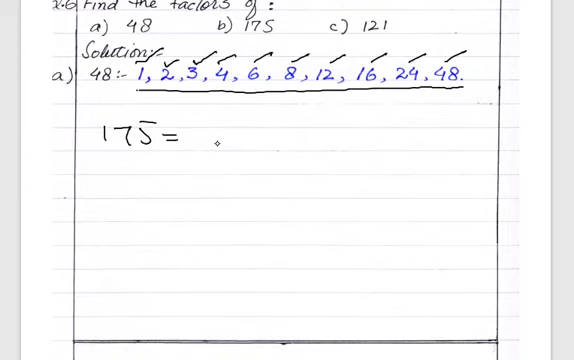 Find the factors of :
a) 48 b) 175 c) 121
Solution
a) 48 :- 1, 2, 3, 4, 6, 8, 12, 16, 24, 48.
175 =